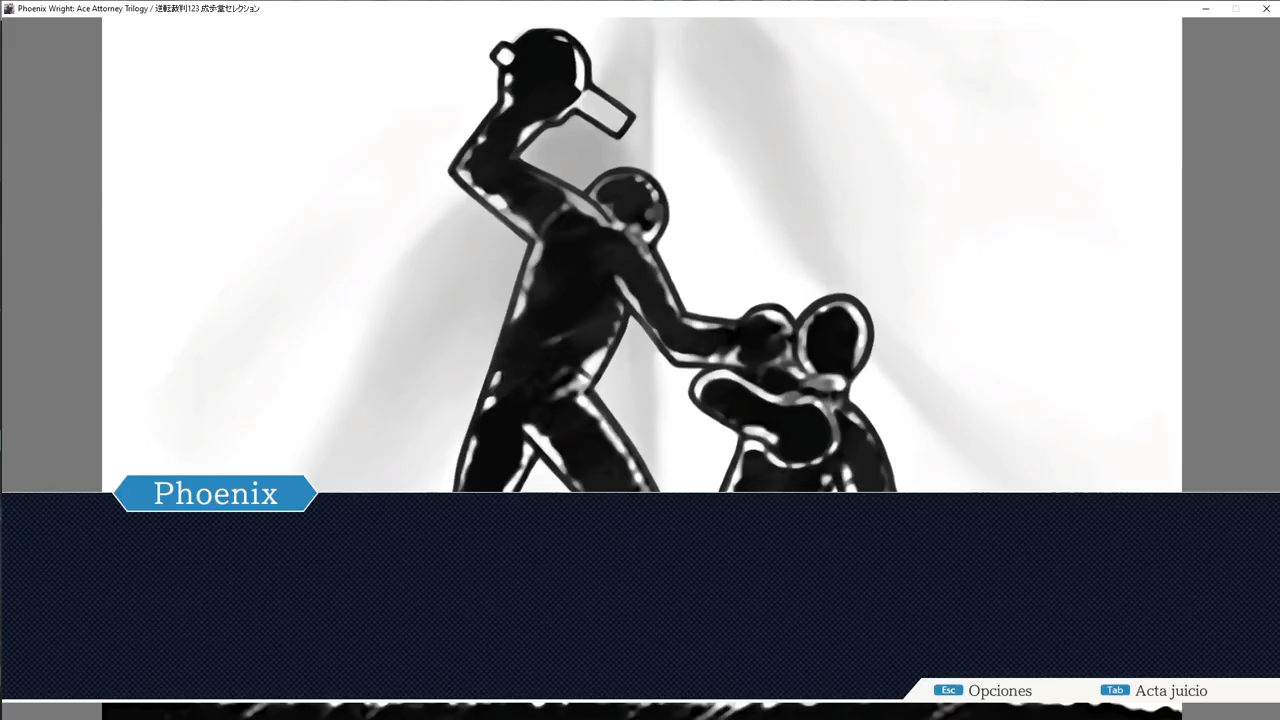 Phoenix Wright: Ace Attorney Trilogy / 逆転裁判123 成歩堂セレクション
Phoenix
Esc Opciones Tab Acta juicio